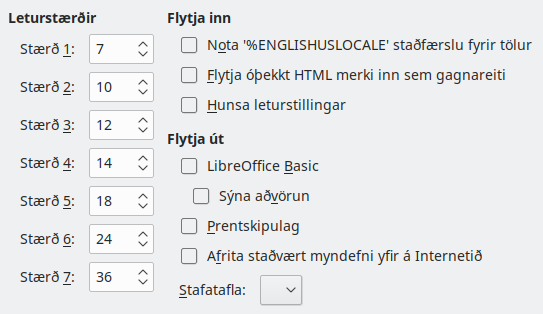 Leturstærðir
Stærð 1: 7
Stærð 2: 10
Stærð 3: 12
Stærð 4: 14
Stærð 5: 18
Stærð 6: 24
Stærð 7: 36
Flytja inn
Nota '%ENGLISHUSLOCALE' staðfærslu fyrir tölur
Flytja óþekkt HTML merki inn sem gagnareiti
Hunsa leturstillingar
Flytja út
LibreOffice Basic
Sýna aðvörun
Prentskipulag
Afrita staðvært myndefni yfir á Internetið
Stafatafla: